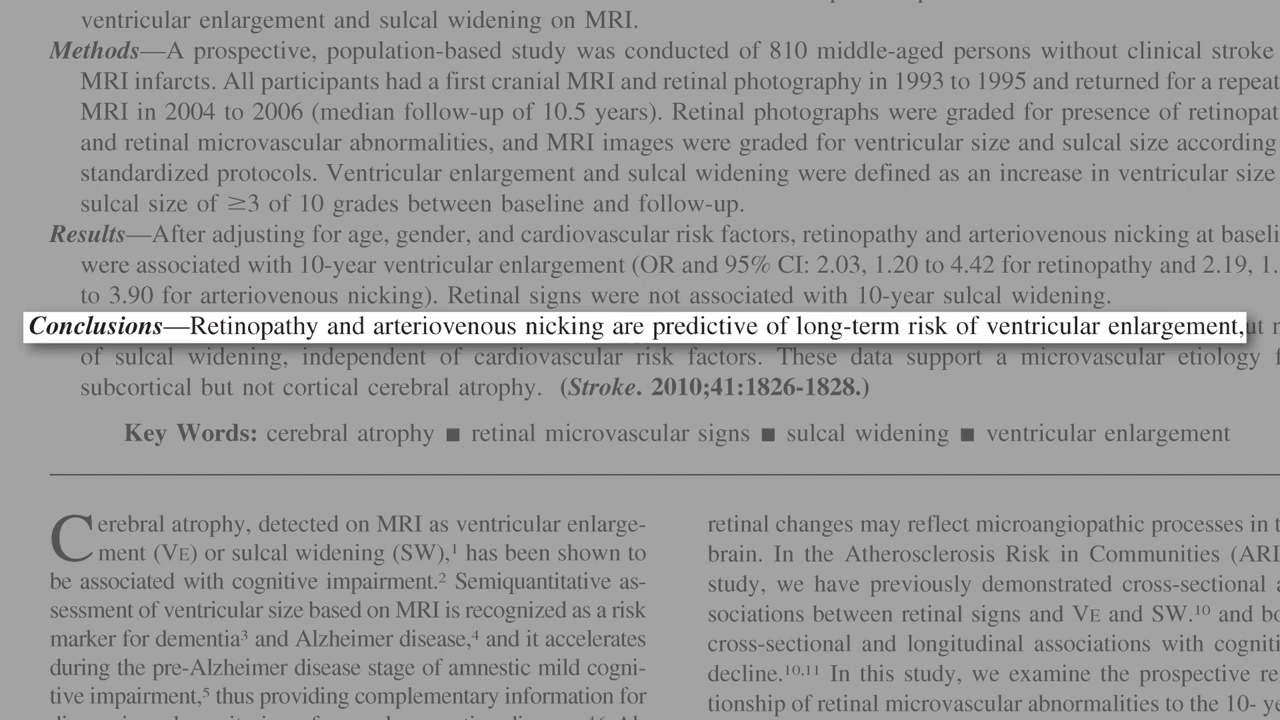 ventricular enlargement and sulcal widening on MRI.
Methods—A prospective, population-based study was conducted of 810 middle-aged persons without clinical stroke
MRI infarcts. All participants had a first cranial MRI and retinal photography in 1993 to 1995 and returned for a repeat
MRI in 2004 to 2006 (median follow-up of 10.5 years). Retinal photographs were graded for presence of
and retinal microvascular abnormalities, and MRI images were graded for ventricular size and sulcal size according
standardized protocols. Ventricular enlargement and sulcal widening were defined as an increase in ventricular size
sulcal size of ≥3 of 10 grades between baseline and follow-up.
Results—After adjusting for age, gender, and cardiovascular risk factors, retinopathy and arteriovenous nicking at
were associated with 10-year ventricular enlargement (OR and 95% CI: 2.03, 1.20 to 4.42 for retinopathy and 2.19, 1.
to 3.90 for arteriovenous nicking). Retinal signs were not associated with 10-year sulcal widening.
Conclusions—Retinopathy and arteriovenous nicking are predictive of long-term risk of ventricular enlargement,
of sulcal widening, independent of cardiovascular risk factors. These data support a microvascular etiology
subcortical but not cortical cerebral atrophy. (Stroke. 2010;41:1826-1828.)
Key Words: cerebral atrophy ■ retinal microvascular signs ■ sulcal widening ■ ventricular enlargement
Cerebral atrophy, detected on MRI as ventricular enlarge-
ment (VE) or sulcal widening (SW),¹ has been shown to
be associated with cognitive impairment.² Semiquantitative as-
sessment of ventricular size based on MRI is recognized as a risk
marker for dementia³ and Alzheimer disease,⁴ and it accelerates
during the pre-Alzheimer disease stage of amnestic mild cogni-
tive impairment,⁵ thus providing complementary information for
retinal changes may reflect microangiopathic processes in
brain. In the Atherosclerosis Risk in Communities
study, we have previously demonstrated cross-sectional
sociations between retinal signs and VE and SW.¹⁰ and
cross-sectional and longitudinal associations with
decline.¹⁰,¹¹ In this study, we examine the prospective
tionship of retinal microvascular abnormalities to the 10-